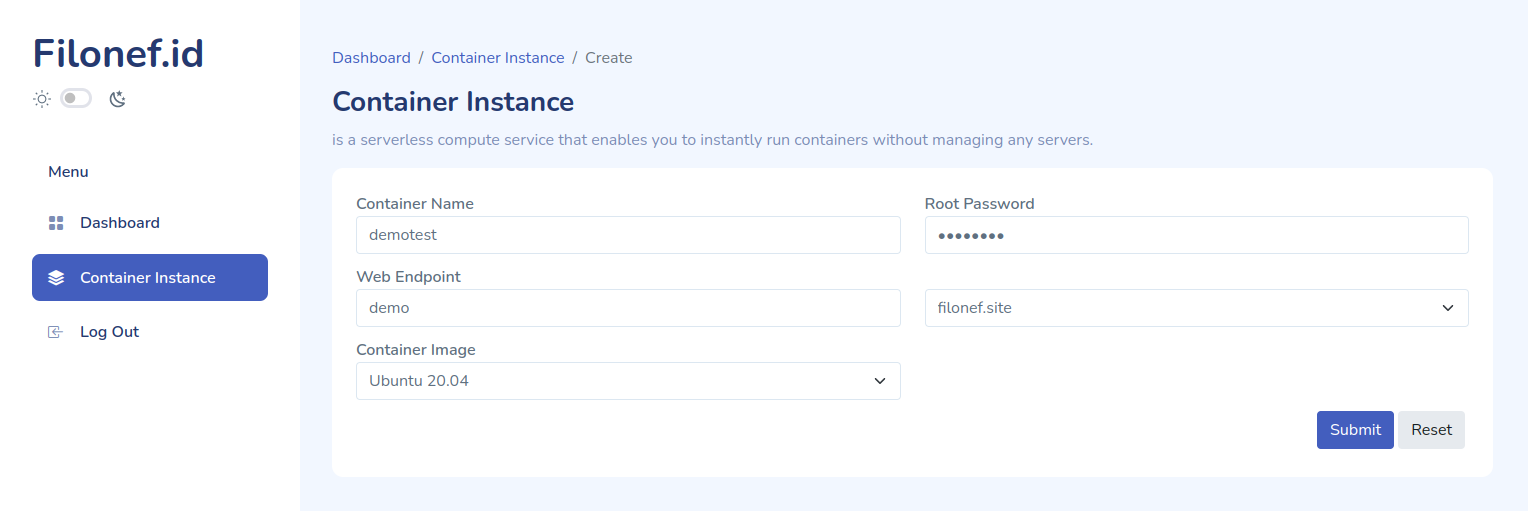 Filonef.id
Menu
Dashboard
Container Instance
Log Out
Dashboard / Container Instance / Create
Container Instance
is a serverless compute service that enables you to instantly run containers without managing any servers.
Container Name
demotest
Root Password
••••••••
Web Endpoint
demo
filonef.site
Container Image
Ubuntu 20.04
Submit
Reset